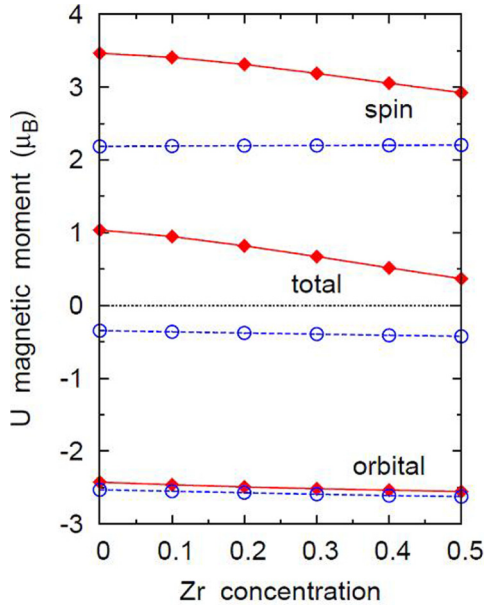 4
3
2
1
0
-1
-2
-3
U magnetic moment (μB)
spin
total
orbital
0 0.1 0.2 0.3 0.4 0.5
Zr concentration